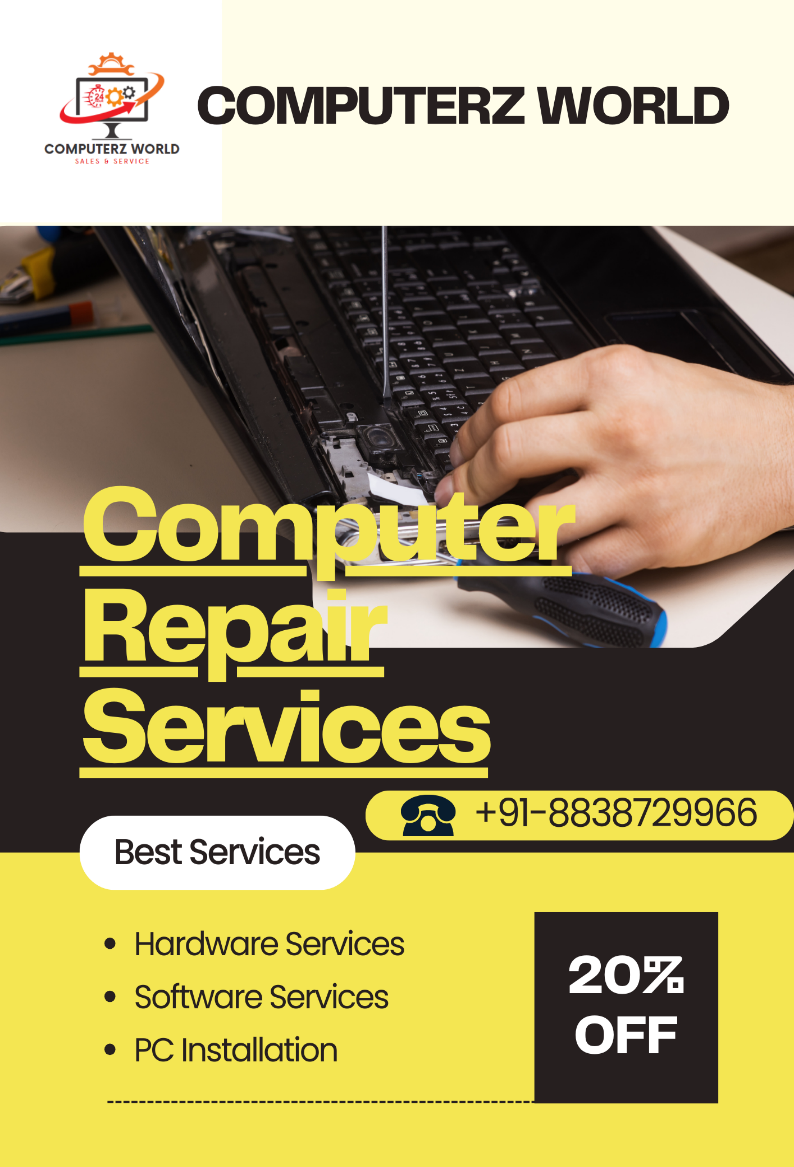 24
COMPUTERZ WORLD
SALES & SERVICE
COMPUTERZ WORLD
Computer
Repair
Services
+91-8838729966
Best Services
Hardware Services
Software Services
PC Installation
20%
OFF